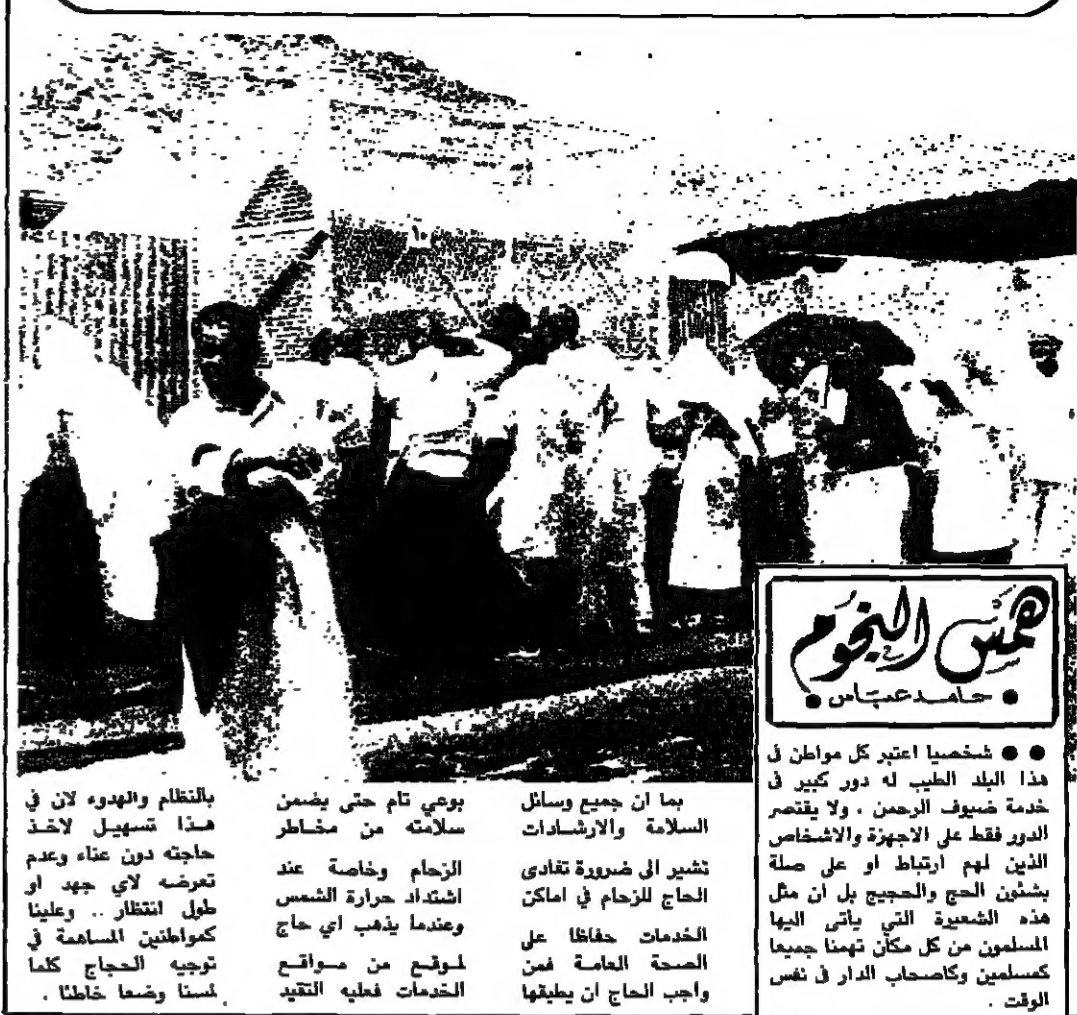 همس النجوم
● حامد عباس ●
● ● شخصيا اعتبر كل مواطن فى
هذا البلد الطيب له دور كبير فى
خدمة ضيوف الرحمن . ولا يقتصر
الدور فقط على الاجهزة والاشخاص
الذين لهم ارتباط او على صلة
بشئون الحج والحجيج بل ان مثل
هذه الشعيرة التي يأتى اليها
المسلمون من كل مكان تهمنا جميعا
كمسلمين وكاصحاب الدار فى نفس
الوقت .
بما ان جميع وسائل
السلامة والارشادات
تشير الى ضرورة تفادى
الحاج للزحام في اماكن
الخدمات حفاظا على
الصحة العامة فمن
واجب الحاج ان يطبقها
بوعي تام حتى يضمن
سلامته من مخاطر
الزحام وخاصة عند
اشتداد حرارة الشمس
وعندما يذهب اي حاج
لموقع من مواقع
الخدمات فعليه التقيد
بالنظام والهدوء لان في
هذا تسهيل لاخذ
حاجته دون عناء وعدم
تعرضه لاي جهد او
طول انتظار .. وعلينا
كمواطنين المساهمة في
توجيه الحجاج كلما
لمسنا وضعا خاطئا .